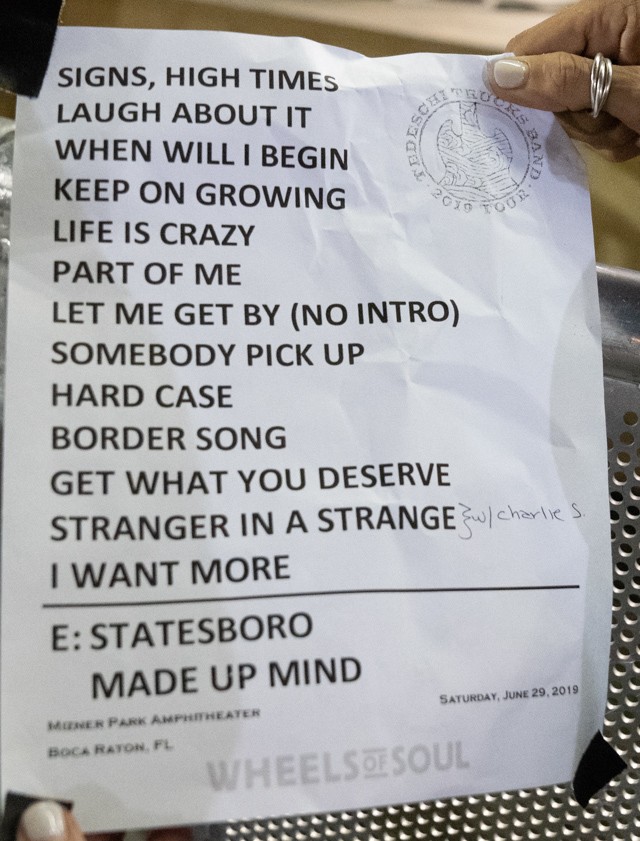 SIGNS, HIGH TIMES
LAUGH ABOUT IT
WHEN WILL I BEGIN
KEEP ON GROWING
LIFE IS CRAZY
PART OF ME
LET ME GET BY (NO INTRO)
SOMEBODY PICK UP
HARD CASE
BORDER SONG
GET WHAT YOU DESERVE
STRANGER IN A STRANGE } w/ charlie S.
I WANT MORE
E: STATESBORO
MADE UP MIND
SATURDAY, JUNE 29, 2019
MIZNER PARK AMPHITHEATER
BOCA RATON, FL
WHEELS OF SOUL
TEDESCHI TRUCKS BAND
· 2019 TOUR ·